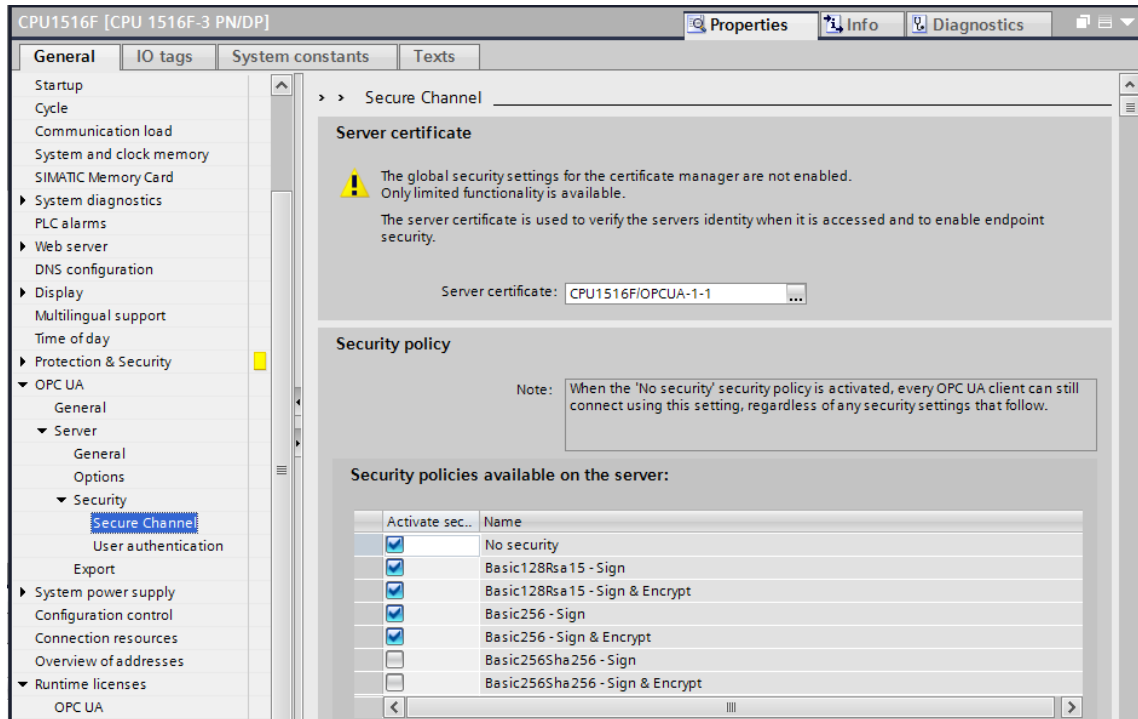 CPU1516F [CPU 1516F-3 PN/DP]
Properties
Info
Diagnostics
General
IO tags
System constants
Texts
Startup
Cycle
Communication load
System and clock memory
SIMATIC Memory Card
System diagnostics
PLC alarms
Web server
DNS configuration
Display
Multilingual support
Time of day
Protection & Security
OPC UA
General
Server
General
Options
Security
Secure Channel
User authentication
Export
System power supply
Configuration control
Connection resources
Overview of addresses
Runtime licenses
OPC UA
> > Secure Channel
Server certificate
The global security settings for the certificate manager are not enabled.
Only limited functionality is available.
The server certificate is used to verify the servers identity when it is accessed and to enable endpoint
security.
Server certificate: CPU1516F/OPCUA-1-1 ...
Security policy
Note: When the 'No security' security policy is activated, every OPC UA client can still
connect using this setting, regardless of any security settings that follow.
Security policies available on the server:
Activate sec.. Name
No security
Basic128Rsa15 - Sign
Basic128Rsa15 - Sign & Encrypt
Basic256 - Sign
Basic256 - Sign & Encrypt
Basic256Sha256 - Sign
Basic256Sha256 - Sign & Encrypt